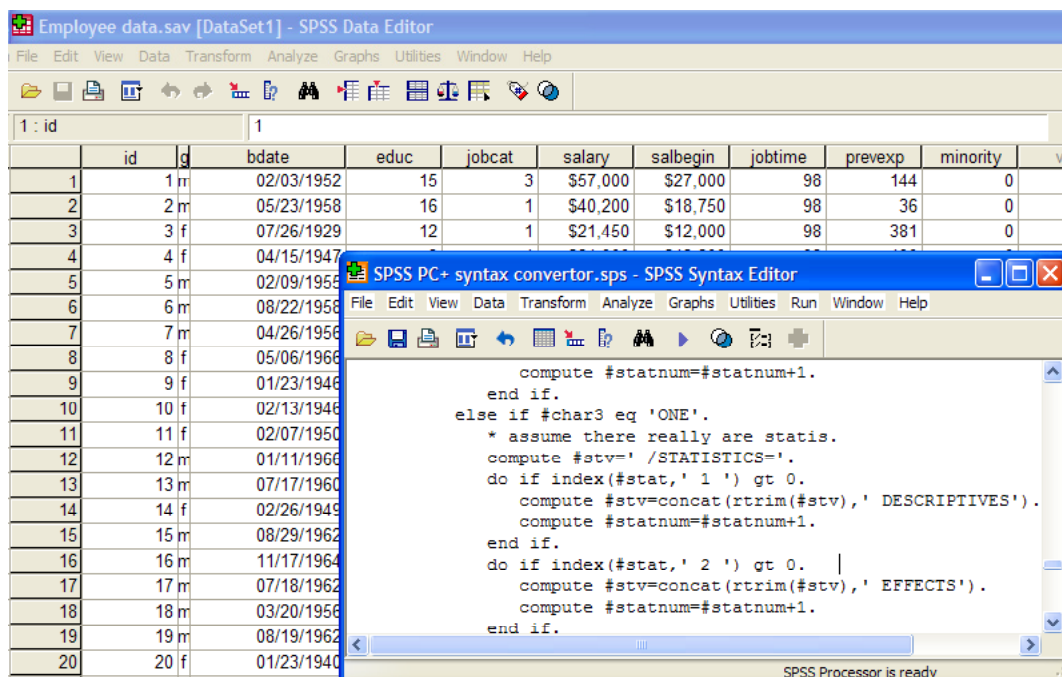 Employee data.sav [DataSet1] - SPSS Data Editor
File Edit View Data Transform Analyze Graphs Utilities Window Help
1 : id 1
id g bdate educ jobcat salary salbegin jobtime prevexp minority
1 1 m 02/03/1952 15 3 $57,000 $27,000 98 144 0
2 2 m 05/23/1958 16 1 $40,200 $18,750 98 36 0
3 3 f 07/26/1929 12 1 $21,450 $12,000 98 381 0
4 4 f 04/15/1947
5 5 m 02/09/1955
6 6 m 08/22/1958
7 7 m 04/26/1956
8 8 f 05/06/1966
9 9 f 01/23/1946
10 10 f 02/13/1946
11 11 f 02/07/1950
12 12 m 01/11/1966
13 13 m 07/17/1960
14 14 f 02/26/1949
15 15 m 08/29/1962
16 16 m 11/17/1964
17 17 m 07/18/1962
18 18 m 03/20/1956
19 19 m 08/19/1962
20 20 f 01/23/1940
SPSS PC+ syntax convertor.sps - SPSS Syntax Editor
File Edit View Data Transform Analyze Graphs Utilities Run Window Help
compute #statnum=#statnum+1.
end if.
else if #char3 eq 'ONE'.
* assume there really are statis.
compute #stv=' /STATISTICS='.
do if index(#stat,' 1 ') gt 0.
compute #stv=concat(rtrim(#stv),' DESCRIPTIVES').
compute #statnum=#statnum+1.
end if.
do if index(#stat,' 2 ') gt 0.
compute #stv=concat(rtrim(#stv),' EFFECTS').
compute #statnum=#statnum+1.
end if.
SPSS Processor is ready